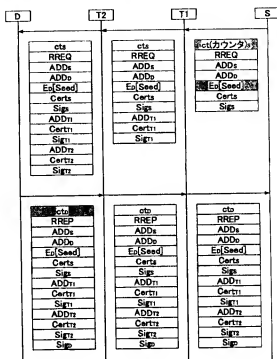 D T2 T1 S
cts
RREQ
ADDs
ADDD
ED[Seed]
Certs
Sigs
ADDT1
CertT1
SigT1
ADDT2
CertT2
SigT2
cts
RREQ
ADDs
ADDD
ED[Seed]
Certs
Sigs
ADDT1
CertT1
SigT1
ct(カウンタ)s
RREQ
ADDs
ADDD
ED[Seed]
Certs
Sigs
ctD
RREP
ADDs
ADDD
ED[Seed]
Certs
Sigs
ADDT1
CertT1
SigT1
ADDT2
CertT2
SigT2
SigD
ctD
RREP
ADDs
ADDD
ED[Seed]
Certs
Sigs
ADDT1
CertT1
SigT1
ADDT2
CertT2
SigT2
SigD
ctD
RREP
ADDs
ADDD
ED[Seed]
Certs
Sigs
ADDT1
CertT1
SigT1
ADDT2
CertT2
SigT2
SigD